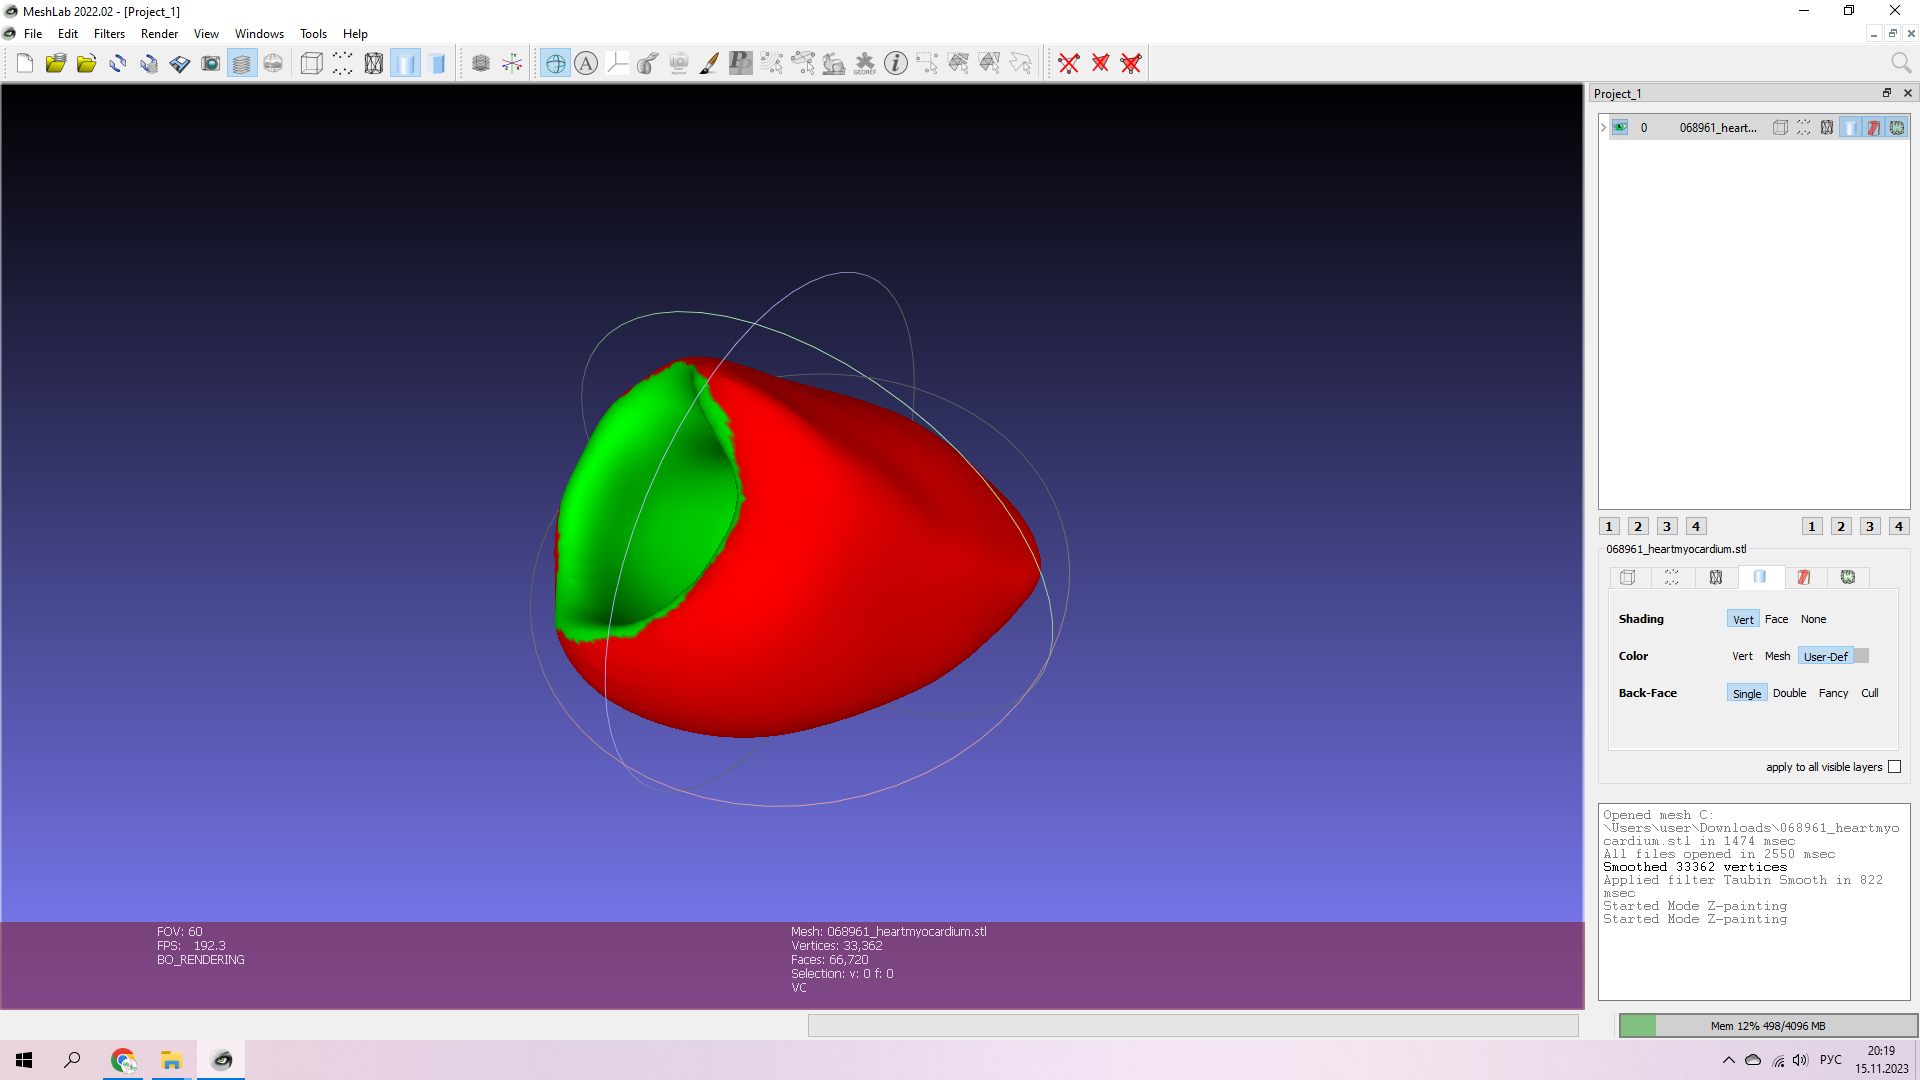 MeshLab 2022.02 - [Project_1]
File Edit Filters Render View Windows Tools Help
GEOREF
Project_1
0 068961_heart...
1 2 3 4 1 2 3 4
068961_heartmyocardium.stl
Shading Vert Face None
Color Vert Mesh User-Def
Back-Face Single Double Fancy Cull
apply to all visible layers
Opened mesh C:
\Users\user\Downloads\068961_heartmyo
cardium.stl in 1474 msec
All files opened in 2550 msec
Smoothed 33362 vertices
Applied filter Taubin Smooth in 822
msec
Started Mode Z-painting
Started Mode Z-painting
FOV: 60
FPS: 192.3
BO_RENDERING
Mesh: 068961_heartmyocardium.stl
Vertices: 33,362
Faces: 66,720
Selection: v: 0 f: 0
VC
Mem 12% 498/4096 MB
РУС
20:19
15.11.2023